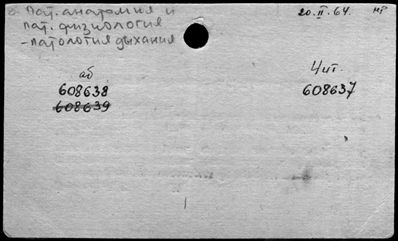 Пат. анатомия и
пат. физиология
- патология дыхания
20.II.64.
аб
608638
608639
Чит.
608637